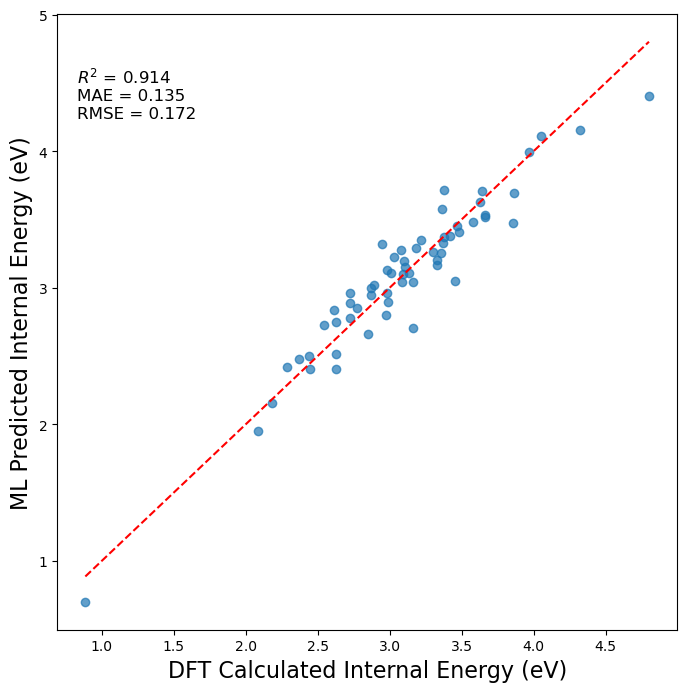 R² = 0.914
MAE = 0.135
RMSE = 0.172
ML Predicted Internal Energy (eV)
5
4
3
2
1
1.0 1.5 2.0 2.5 3.0 3.5 4.0 4.5
DFT Calculated Internal Energy (eV)